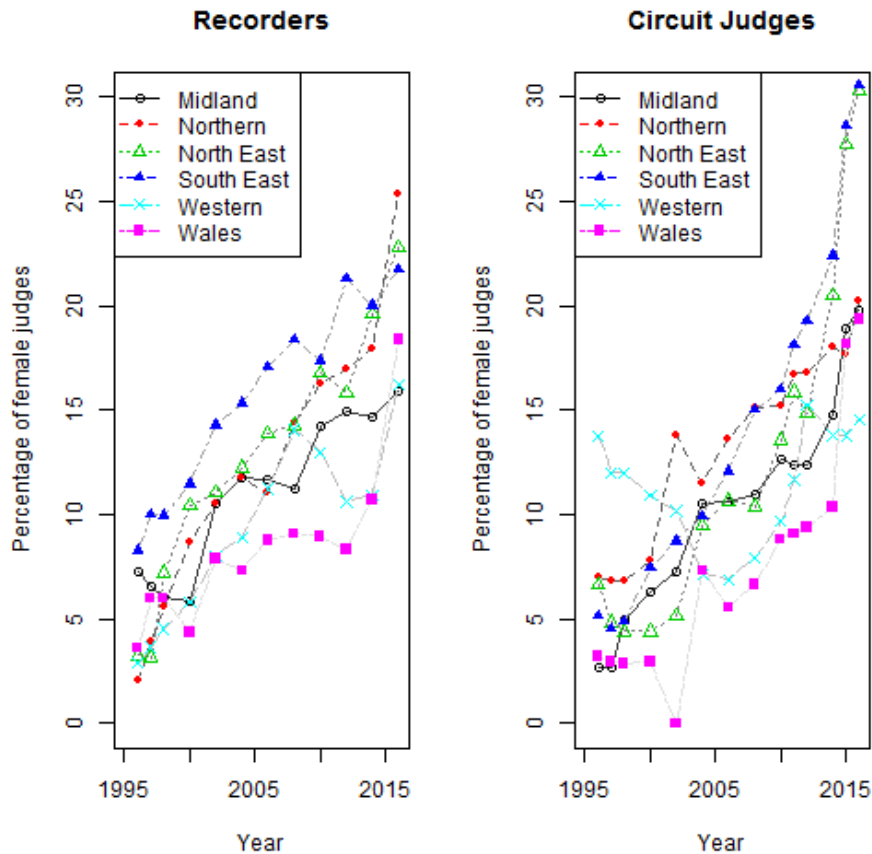 Recorders
Percentage of female judges
30
25
20
15
10
5
0
Midland
Northern
North East
South East
Western
Wales
1995
2005
2015
Year
Circuit Judges
Percentage of female judges
30
25
20
15
10
5
0
Midland
Northern
North East
South East
Western
Wales
1995
2005
2015
Year